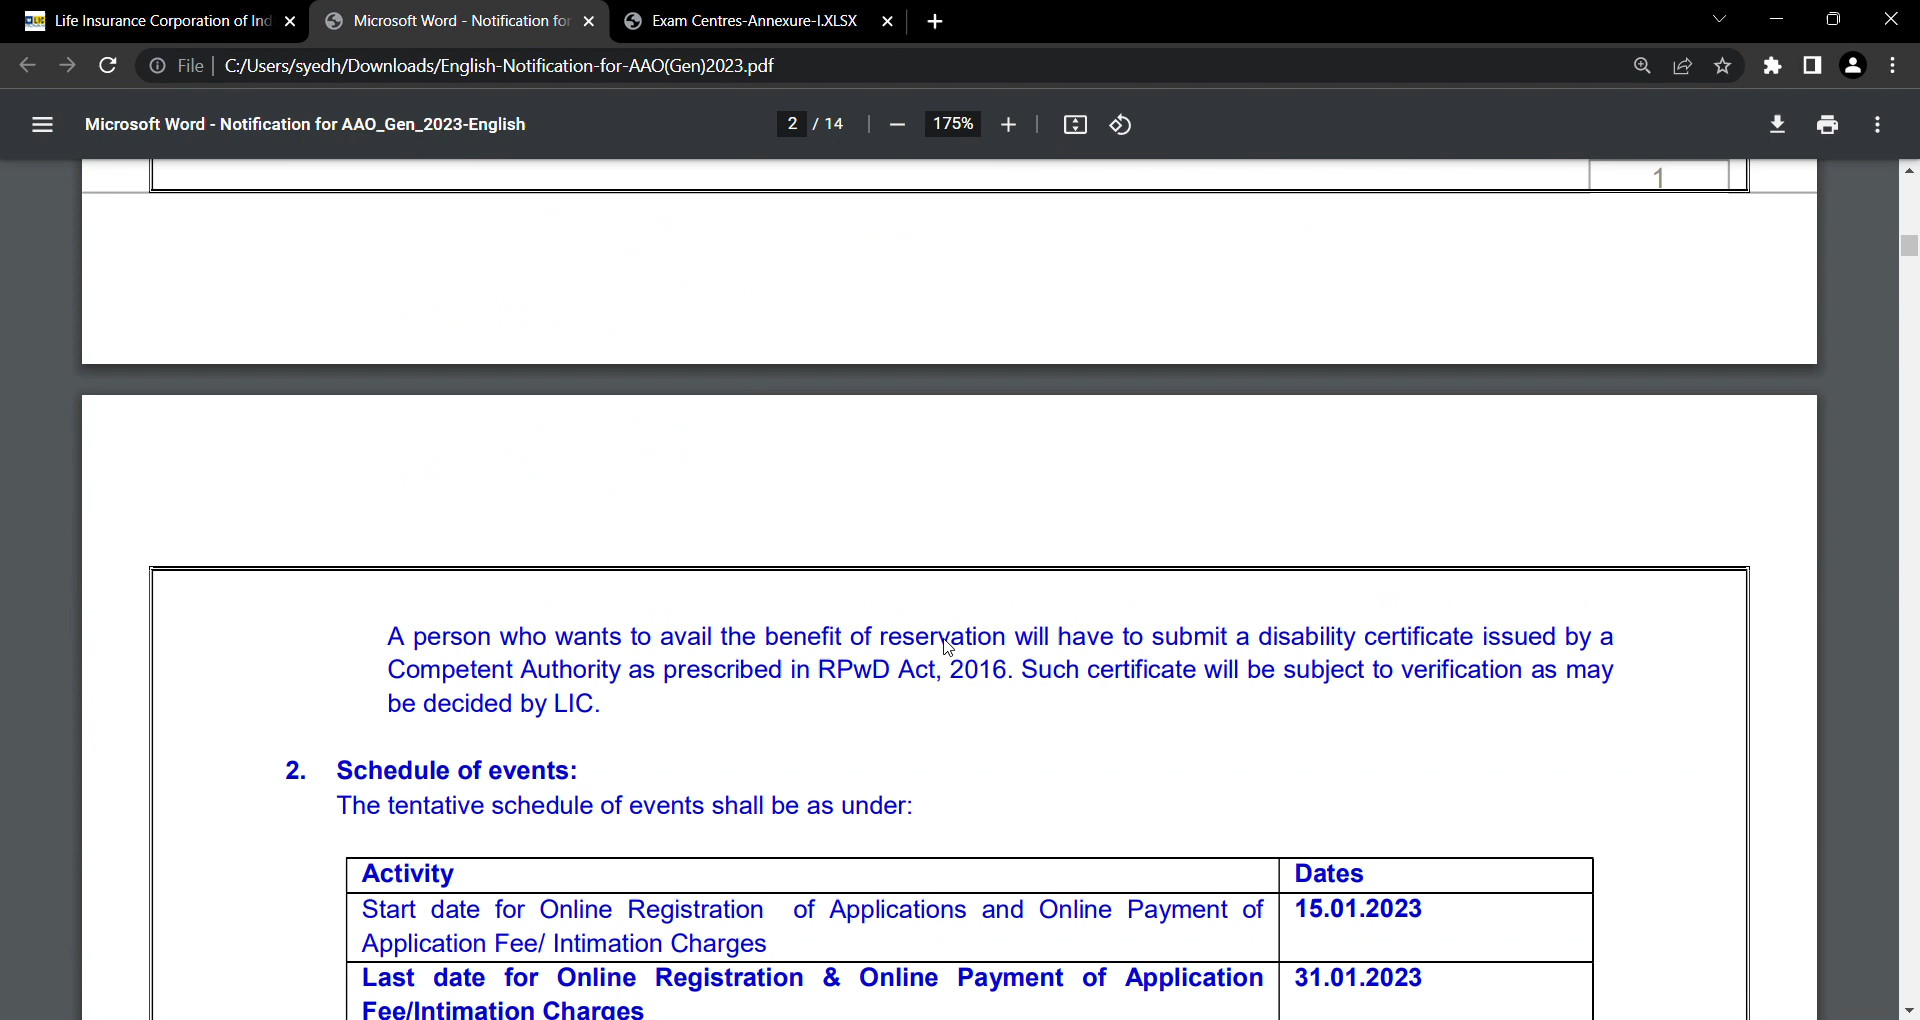 Life Insurance Corporation of Ind
Microsoft Word - Notification for
Exam Centres-Annexure-I.XLSX
File | C:/Users/syedh/Downloads/English-Notification-for-AAO(Gen)2023.pdf
Microsoft Word - Notification for AAO_Gen_2023-English
2 / 14
175%
1
A person who wants to avail the benefit of reservation will have to submit a disability certificate issued by a
Competent Authority as prescribed in RPwD Act, 2016. Such certificate will be subject to verification as may
be decided by LIC.
2. Schedule of events:
The tentative schedule of events shall be as under:
Activity Dates
Start date for Online Registration of Applications and Online Payment of 15.01.2023
Application Fee/ Intimation Charges
Last date for Online Registration & Online Payment of Application 31.01.2023
Fee/Intimation Charges